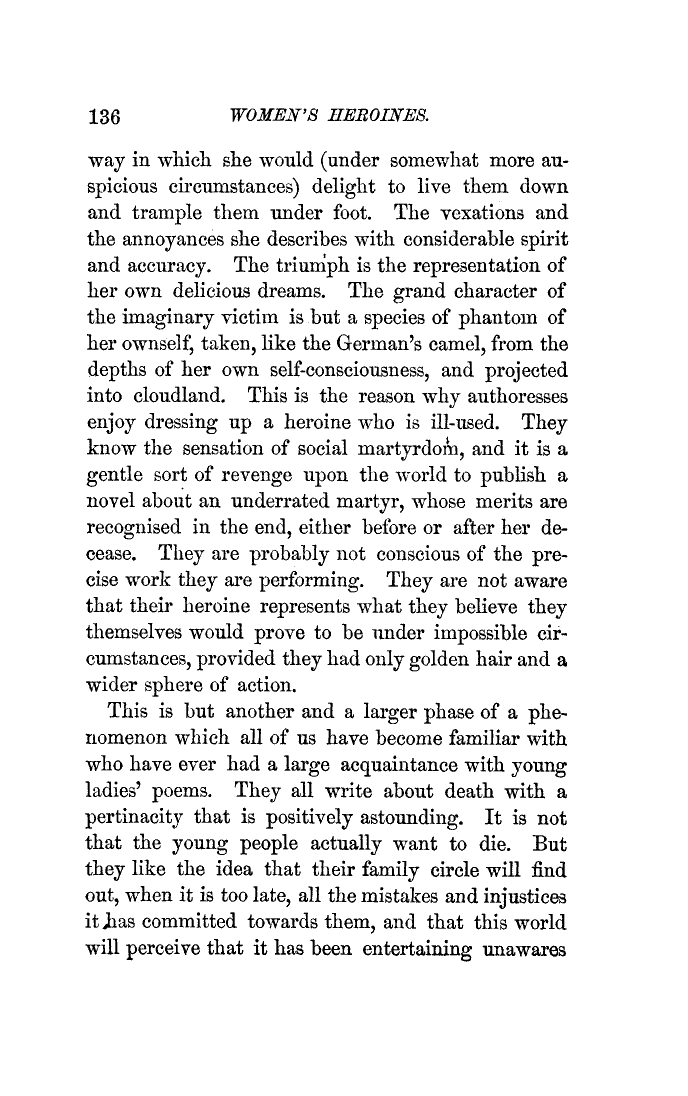 136 WOMEN'S HEROINES.
way in which she would (under somewhat more au-
spicious circumstances) delight to live them down
and trample them under foot. The vexations and
the annoyances she describes with considerable spirit
and accuracy. The triumph is the representation of
her own delicious dreams. The grand character of
the imaginary victim is but a species of phantom of
her ownself, taken, like the German's camel, from the
depths of her own self-consciousness, and projected
into cloudland. This is the reason why authoresses
enjoy dressing up a heroine who is ill-used. They
know the sensation of social martyrdom, and it is a
gentle sort of revenge upon the world to publish a
novel about an underrated martyr, whose merits are
recognised in the end, either before or after her de-
cease. They are probably not conscious of the pre-
cise work they are performing. They are not aware
that their heroine represents what they believe they
themselves would prove to be under impossible cir-
cumstances, provided they had only golden hair and a
wider sphere of action.
This is but another and a larger phase of a phe-
nomenon which all of us have become familiar with
who have ever had a large acquaintance with young
ladies' poems. They all write about death with a
pertinacity that is positively astounding. It is not
that the young people actually want to die. But
they like the idea that their family circle will find
out, when it is too late, all the mistakes and injustices
it has committed towards them, and that this world
will perceive that it has been entertaining unawares